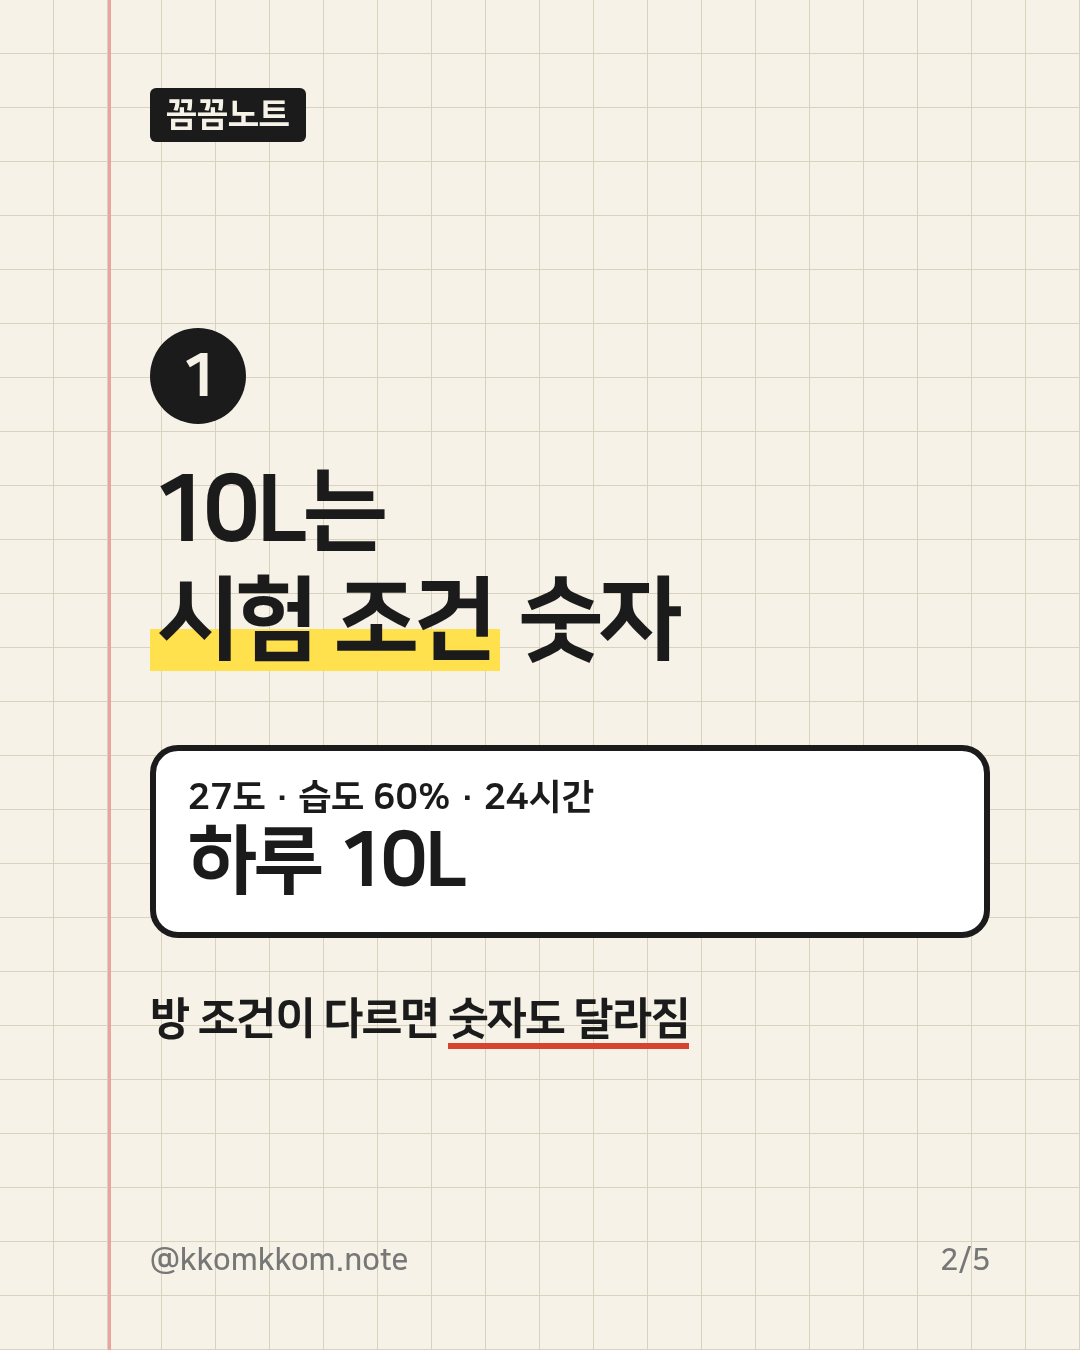 꼼꼼노트
1
10L는
시험 조건 숫자
27도 · 습도 60% · 24시간
하루 10L
방 조건이 다르면 숫자도 달라짐
@kkomkkom.note
2/5